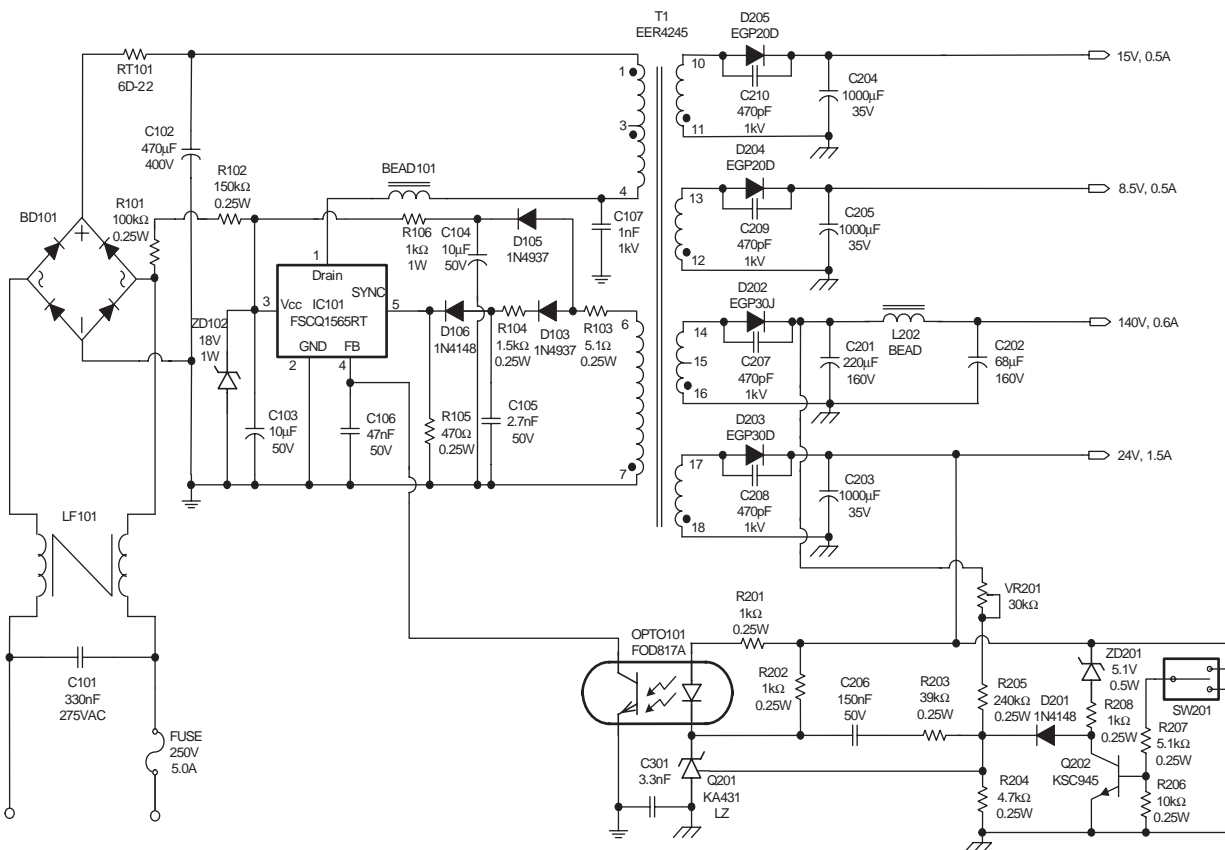 T1
EER4245
RT101
6D-22
C102
470µF
400V
R101
100kΩ
0.25W
R102
150kΩ
0.25W
BD101
BEAD101
1
3
4
C107
1nF
1kV
R106
1kΩ
1W
C104
10µF
50V
D105
1N4937
1
Drain
SYNC
3
Vcc
IC101
FSCQ1565RT
5
GND
FB
2
4
D106
1N4148
R104
1.5kΩ
0.25W
D103
1N4937
R103
5.1Ω
0.25W
6
7
ZD102
18V
1W
C103
10µF
50V
C106
47nF
50V
R105
470Ω
0.25W
C105
2.7nF
50V
LF101
C101
330nF
275VAC
FUSE
250V
5.0A
D205
EGP20D
10
11
C210
470pF
1kV
C204
1000µF
35V
15V, 0.5A
D204
EGP20D
13
12
C209
470pF
1kV
C205
1000µF
35V
8.5V, 0.5A
D202
EGP30J
14
15
16
C207
470pF
1kV
C201
220µF
160V
L202
BEAD
C202
68µF
160V
140V, 0.6A
D203
EGP30D
17
18
C208
470pF
1kV
C203
1000µF
35V
24V, 1.5A
VR201
30kΩ
OPTO101
FOD817A
R201
1kΩ
0.25W
R202
1kΩ
0.25W
C206
150nF
50V
R203
39kΩ
0.25W
R205
240kΩ
0.25W
D201
1N4148
ZD201
5.1V
0.5W
R208
1kΩ
0.25W
SW201
R207
5.1kΩ
0.25W
C301
3.3nF
Q201
KA431
LZ
R204
4.7kΩ
0.25W
Q202
KSC945
R206
10kΩ
0.25W